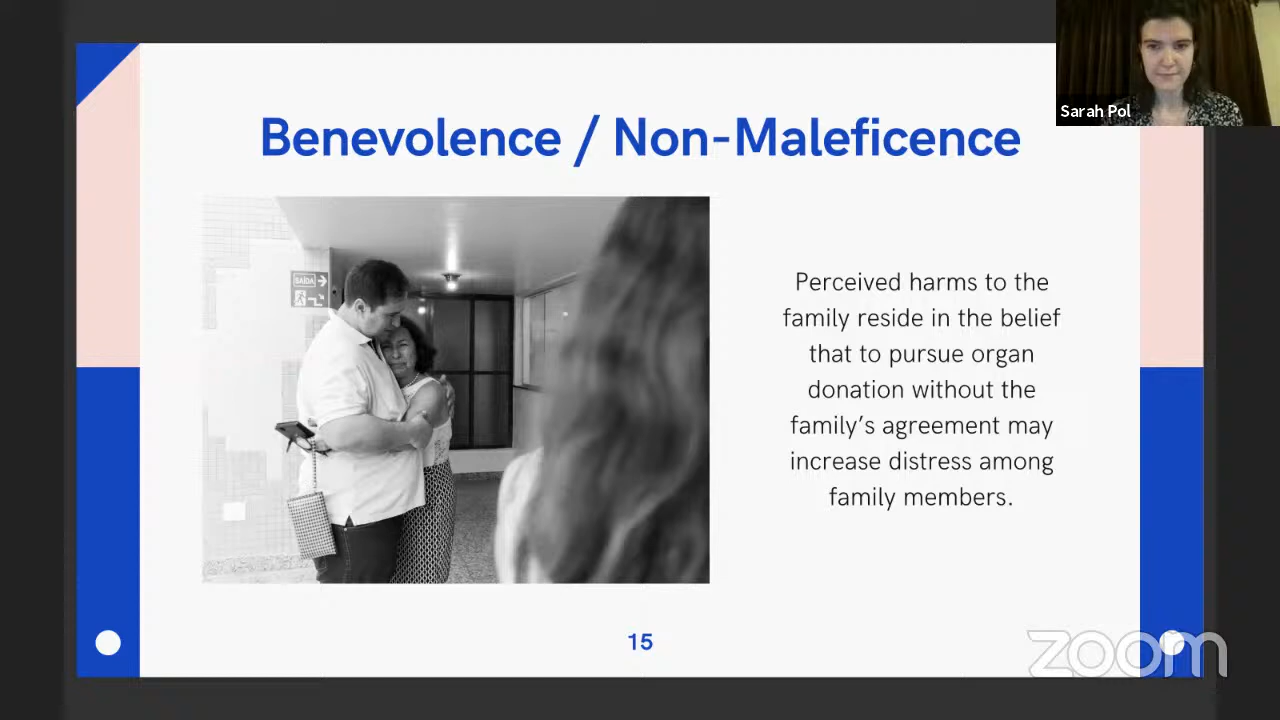 Sarah Pol
Benevolence / Non-Maleficence
SAÍDA
Perceived harms to the
family reside in the belief
that to pursue organ
donation without the
family’s agreement may
increase distress among
family members.
15
zoom